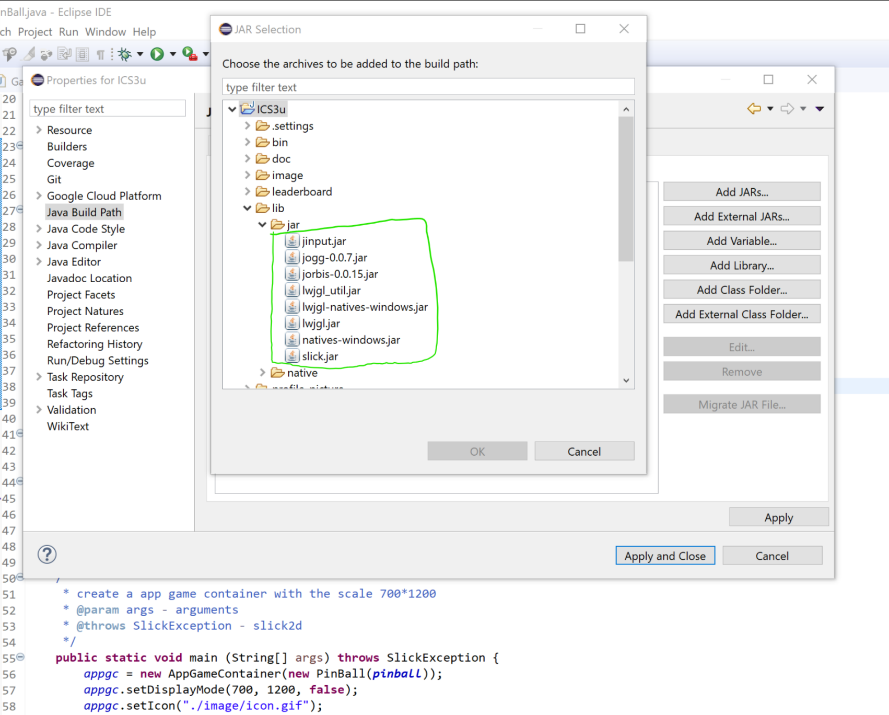 nBall.java - Eclipse IDE
ch Project Run Window Help
JAR Selection
Choose the archives to be added to the build path:
type filter text
ICS3u
.settings
bin
doc
image
leaderboard
lib
jar
jinput.jar
jogg-0.0.7.jar
jorbis-0.0.15.jar
lwjgl_util.jar
lwjgl-natives-windows.jar
lwjgl.jar
natives-windows.jar
slick.jar
native
OK
Cancel
Ga
Properties for ICS3u
type filter text
Resource
Builders
Coverage
Git
Google Cloud Platform
Java Build Path
Java Code Style
Java Compiler
Java Editor
Javadoc Location
Project Facets
Project Natures
Project References
Refactoring History
Run/Debug Settings
Task Repository
Task Tags
Validation
WikiText
Add JARs...
Add External JARs...
Add Variable...
Add Library...
Add Class Folder...
Add External Class Folder...
Edit...
Remove
Migrate JAR File...
Apply
?
Apply and Close
Cancel
20
21
22
23
24
25
26
27
28
29
30
31
32
33
34
35
36
37
38
39
40
41
42
43
44
45
46
47
48
49
50
51 * create a app game container with the scale 700*1200
52 * @param args - arguments
53 * @throws SlickException - slick2d
54 */
55 public static void main (String[] args) throws SlickException {
56 appgc = new AppGameContainer(new PinBall(pinball));
57 appgc.setDisplayMode(700, 1200, false);
58 appgc.setIcon("./image/icon.gif");